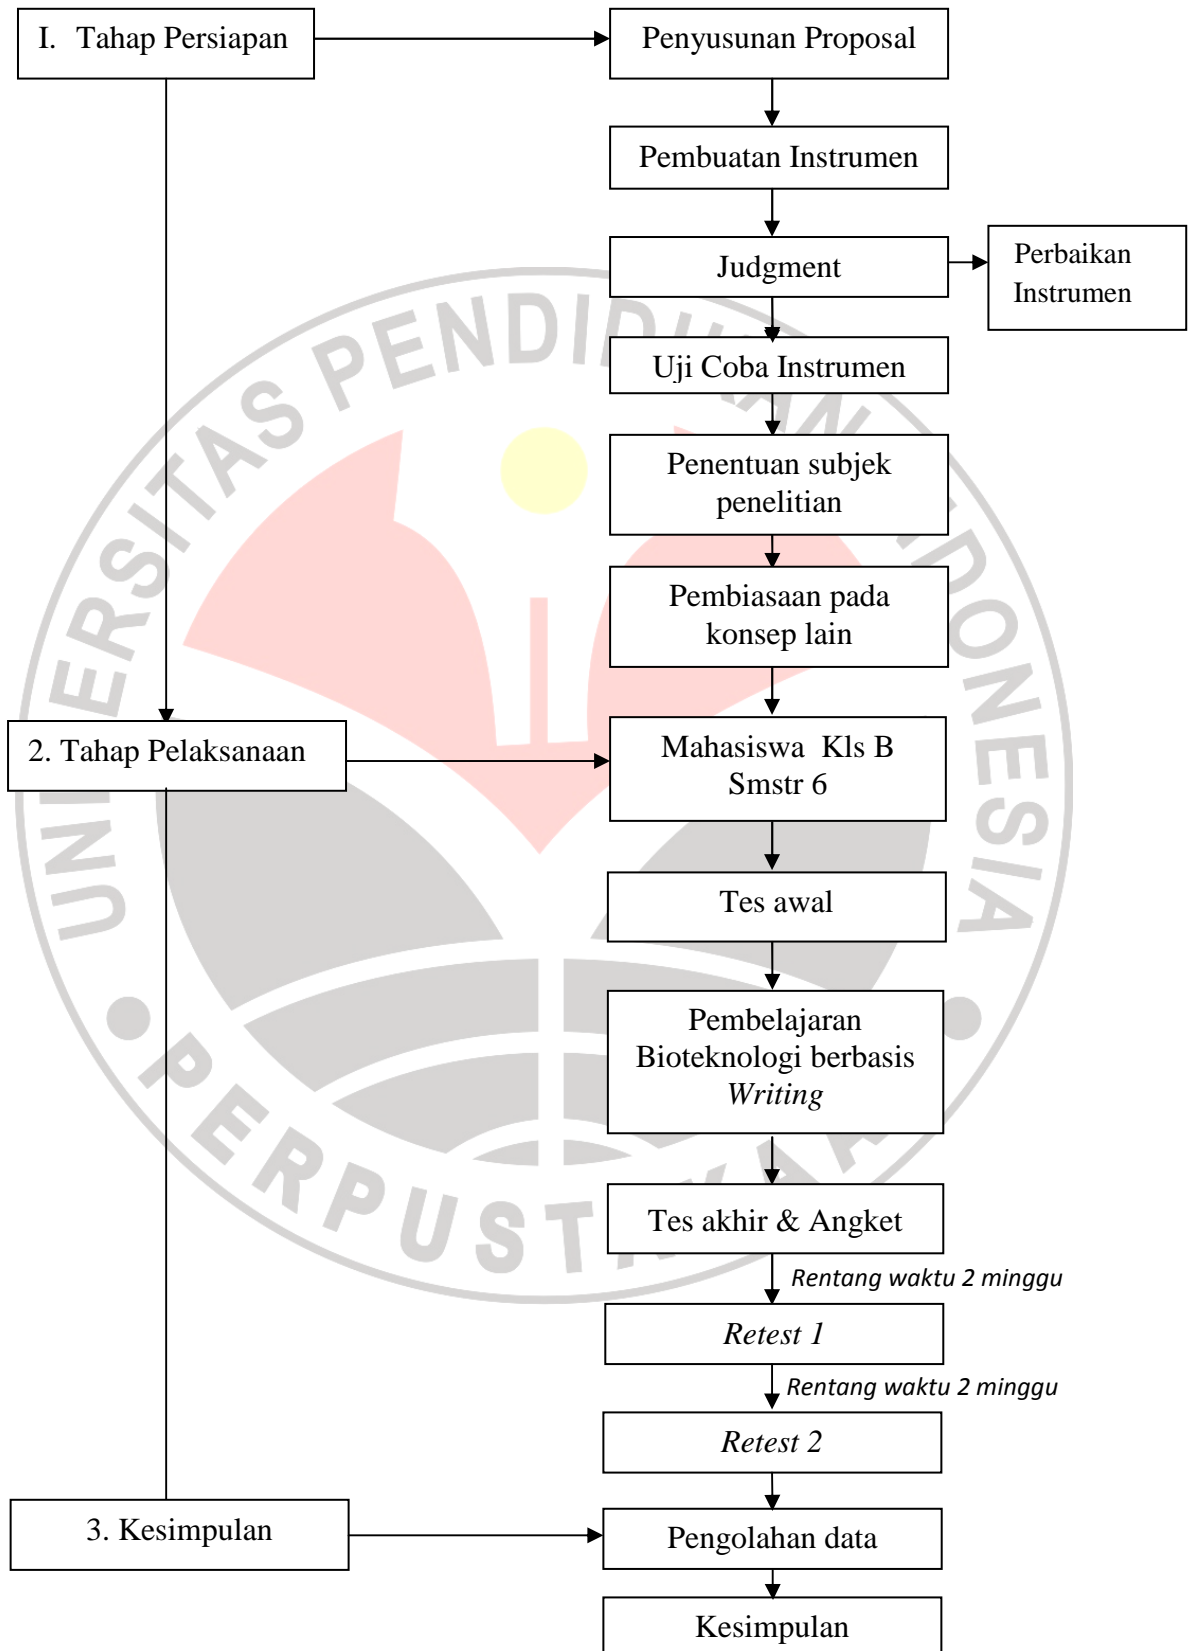 I. Tahap Persiapan
Penyusunan Proposal
Pembuatan Instrumen
Judgment
Perbaikan
Instrumen
Uji Coba Instrumen
Penentuan subjek
penelitian
Pembiasaan pada
konsep lain
2. Tahap Pelaksanaan
Mahasiswa Kls B
Smstr 6
Tes awal
Pembelajaran
Bioteknologi berbasis
Writing
Tes akhir & Angket
Rentang waktu 2 minggu
Retest 1
Rentang waktu 2 minggu
Retest 2
3. Kesimpulan
Pengolahan data
Kesimpulan
UNIVERSITAS PENDIDIKAN INDONESIA
PERPUSTAKAAN